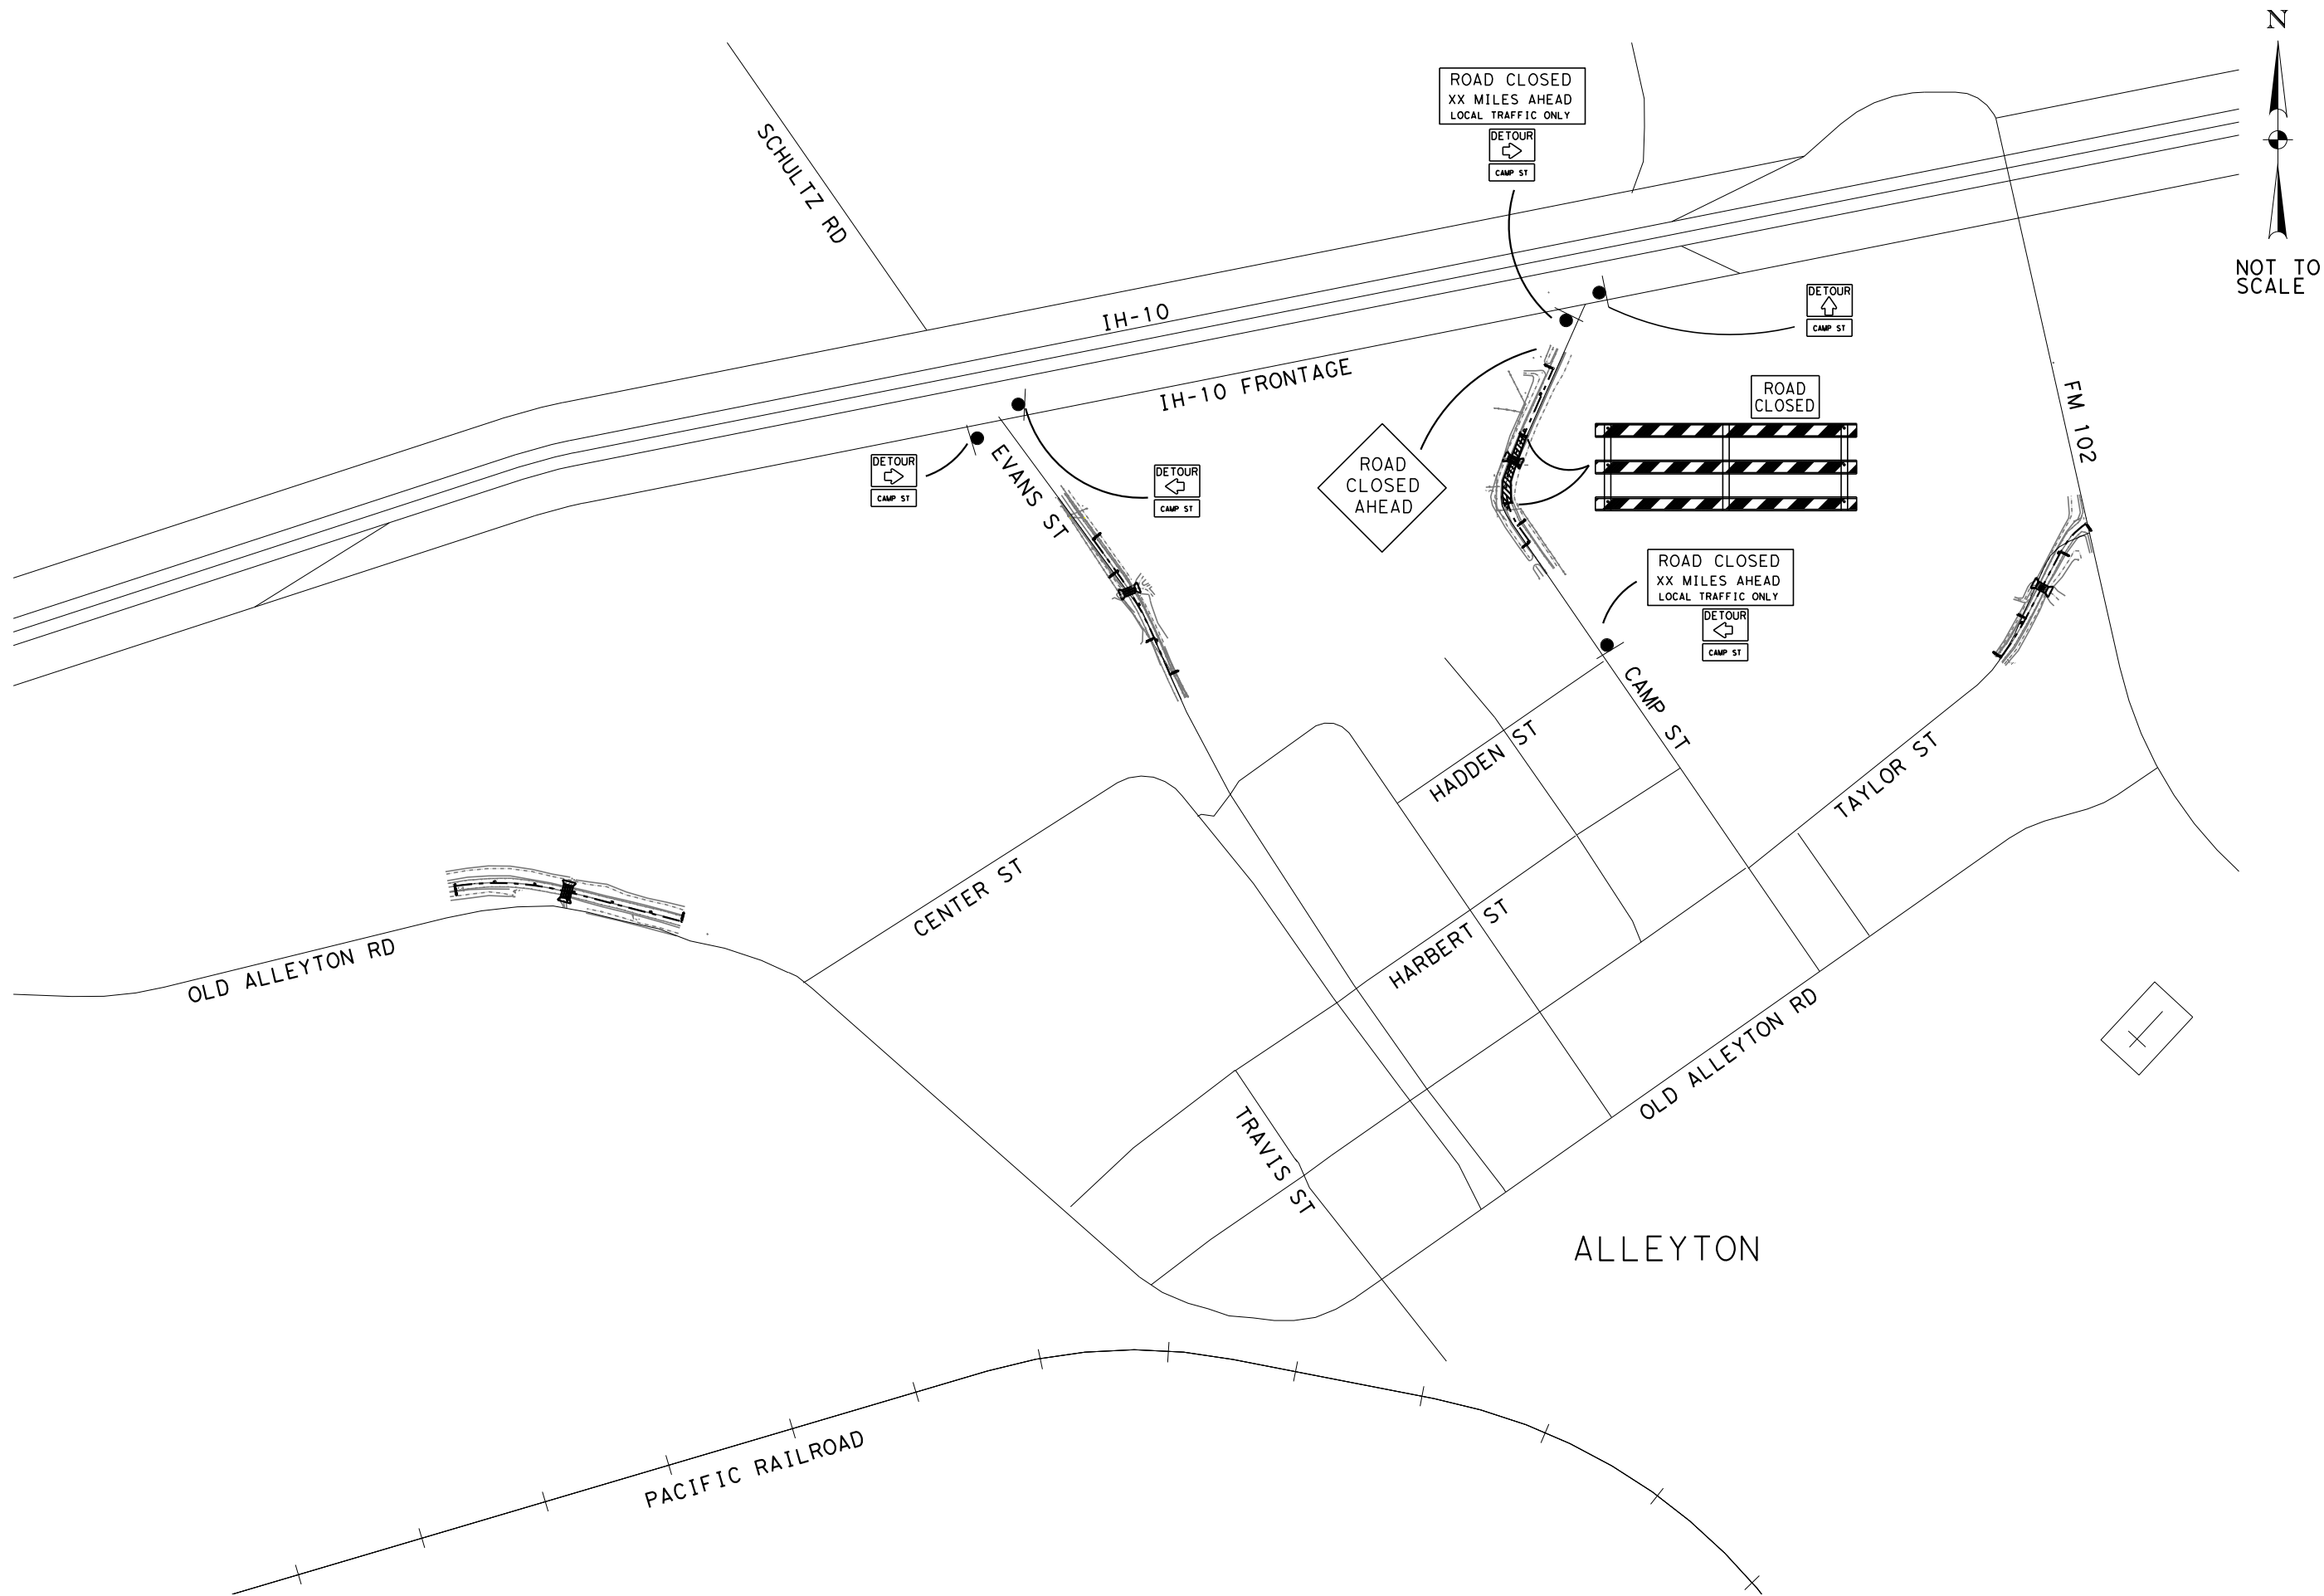 N
NOT TO
SCALE
ROAD CLOSED
XX MILES AHEAD
LOCAL TRAFFIC ONLY
DETOUR
CAMP ST
SCHULTZ RD
IH-10
IH-10 FRONTAGE
DETOUR
CAMP ST
DETOUR
CAMP ST
DETOUR
CAMP ST
EVANS ST
ROAD
CLOSED
AHEAD
ROAD
CLOSED
FM 102
ROAD CLOSED
XX MILES AHEAD
LOCAL TRAFFIC ONLY
DETOUR
CAMP ST
CAMP ST
HADDEN ST
TAYLOR ST
CENTER ST
HARBERT ST
OLD ALLEYTON RD
OLD ALLEYTON RD
TRAVIS ST
ALLEYTON
PACIFIC RAILROAD